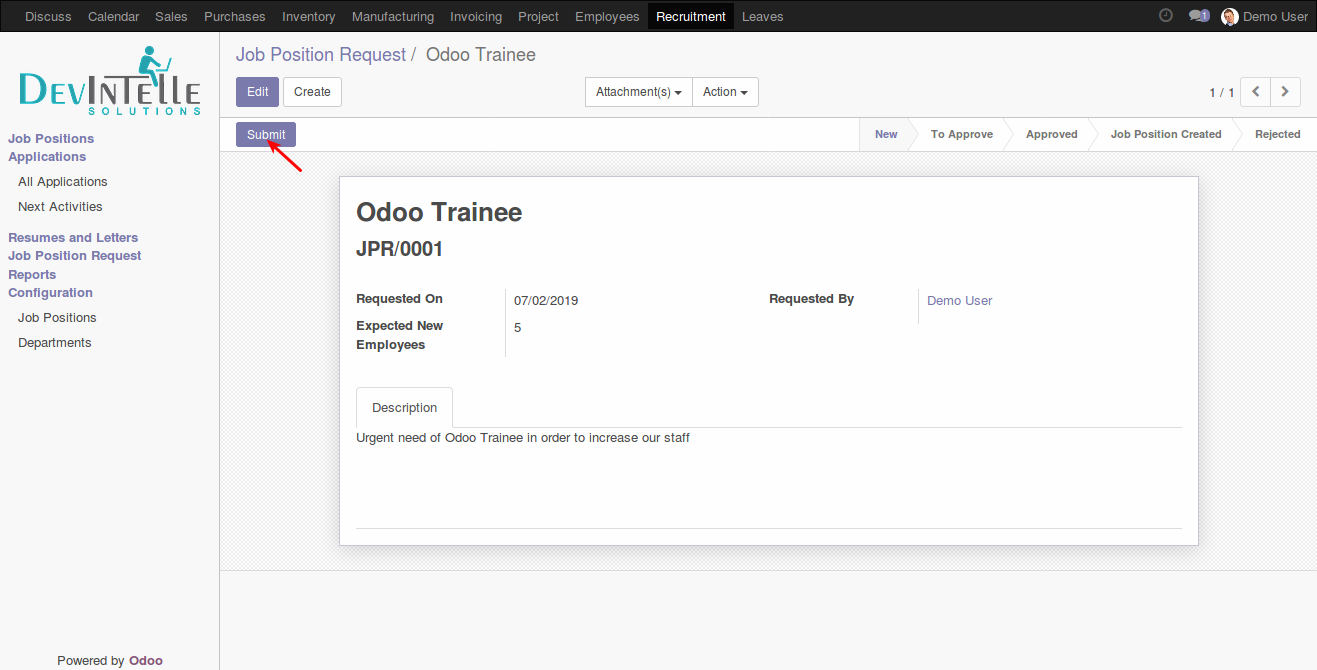 Discuss Calendar Sales Purchases Inventory Manufacturing Invoicing Project Employees Recruitment Leaves 1 Demo User
DEVINTELLE
SOLUTIONS
Job Positions
Applications
All Applications
Next Activities
Resumes and Letters
Job Position Request
Reports
Configuration
Job Positions
Departments
Powered by Odoo
Job Position Request / Odoo Trainee
Edit Create Attachment(s) Action 1 / 1
Submit New To Approve Approved Job Position Created Rejected
Odoo Trainee
JPR/0001
Requested On 07/02/2019 Requested By Demo User
Expected New 5
Employees
Description
Urgent need of Odoo Trainee in order to increase our staff